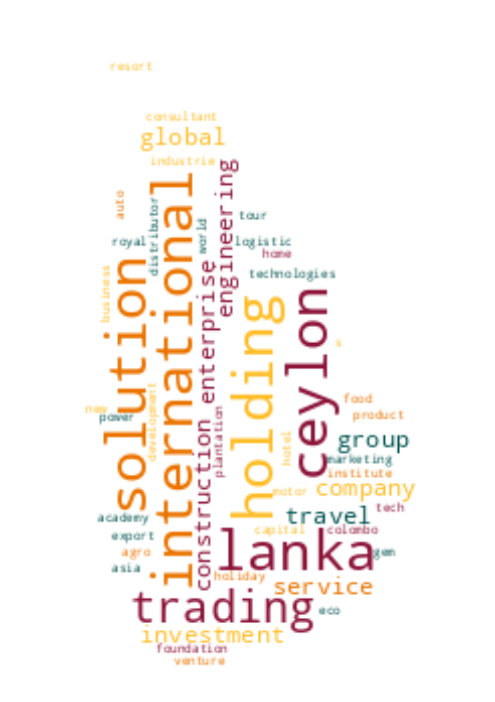 resort
consultant
global
industrie
engineering
international
auto
distributor
tour
world
royal
logistic
home
solution
enterprise
business
technologies
ceylon
holding
s
development
food
new
power
product
plantation
construction
hotel
group
marketing
institute
motor
company
tech
travel
academy
capital
colombo
export
lanka
agro
gem
asia
holiday
service
trading
eco
investment
foundation
venture